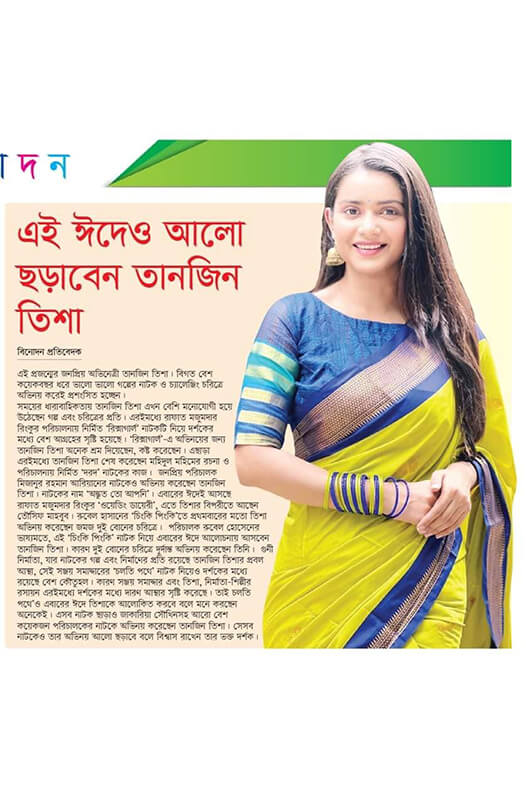 া দ ন
এই ঈদেও আলো
ছড়াবেন তানজিন
তিশা
বিনোদন প্রতিবেদক
এই প্রজন্মের জনপ্রিয় অভিনেত্রী তানজিন তিশা। বিগত বেশ
কয়েকবছর ধরে ভালো ভালো গল্পের নাটক ও চ্যালেঞ্জিং চরিত্রে
অভিনয় করেই প্রশংসিত হচ্ছেন।
সময়ের ধারাবাহিকতায় তানজিন তিশা এখন বেশি মনোযোগী হয়ে
উঠেছেন গল্প এবং চরিত্রের প্রতি। এরইমধ্যে রাফাত মজুমদার
রিংকুর পরিচালনায় নির্মিত 'রিক্সাগার্ল' নাটকটি নিয়ে দর্শকের
মধ্যে বেশ আগ্রহের সৃষ্টি হয়েছে। 'রিক্সাগার্ল'-এ অভিনয়ের জন্য
তানজিন তিশা অনেক শ্রম দিয়েছেন, কষ্ট করেছেন। এছাড়া
এরইমধ্যে তানজিন তিশা শেষ করেছেন মহিদুল মহিমের রচনা ও
পরিচালনায় নির্মিত 'দরদ' নাটকের কাজ। জনপ্রিয় পরিচালক
মিজানুর রহমান আরিয়ানের নাটকেও অভিনয় করেছেন তানজিন
তিশা। নাটকের নাম 'অদ্ভুত তো আপনি'। এবারের ঈদেই আসছে
রাফাত মজুমদার রিংকুর 'ওয়েডিং ডায়েরী', এতে তিশার বিপরীতে আছেন
তৌসিফ মাহবুব। রুবেল হাসানের 'চিংকি পিংকি'তে প্রথমবারের মতো তিশা
অভিনয় করেছেন জমজ দুই বোনের চরিত্রে। পরিচালক রুবেল হোসেনের
ভাষ্যমতে, এই 'চিংকি পিংকি' নাটক নিয়ে এবারের ঈদে আলোচনায় আসবেন
তানজিন তিশা। কারন দুই বোনের চরিত্রে দুর্দান্ত অভিনয় করেছেন তিনি। গুনী
নির্মাতা, যার নাটকের গল্প এবং নির্মাণের প্রতি রয়েছে তানজিন তিশার প্রবল
আস্থা, সেই সঞ্জয় সমাদ্দারের 'চলতি পথে' নাটক নিয়েও দর্শকের মধ্যে
রয়েছে বেশ কৌতূহল। কারন সঞ্জয় সমাদ্দার এবং তিশা, নির্মাতা-শিল্পীর
রসায়ন এরইমধ্যে দর্শকের মধ্যে দারুণ আস্থার সৃষ্টি করেছে। তাই চলতি
পথে'ও এবারের ঈদে তিশাকে আলোকিত করবে বলে মনে করছেন
অনেকেই। এসব নাটক ছাড়াও জাকারিয়া সৌখিনসহ আরো বেশ
কয়েকজন পরিচালকের নাটকে অভিনয় করেছেন তানজিন তিশা। সেসব
নাটকেও তার অভিনয় আলো ছড়াবে বলে বিশ্বাস রাখেন তার ভক্ত দর্শক।